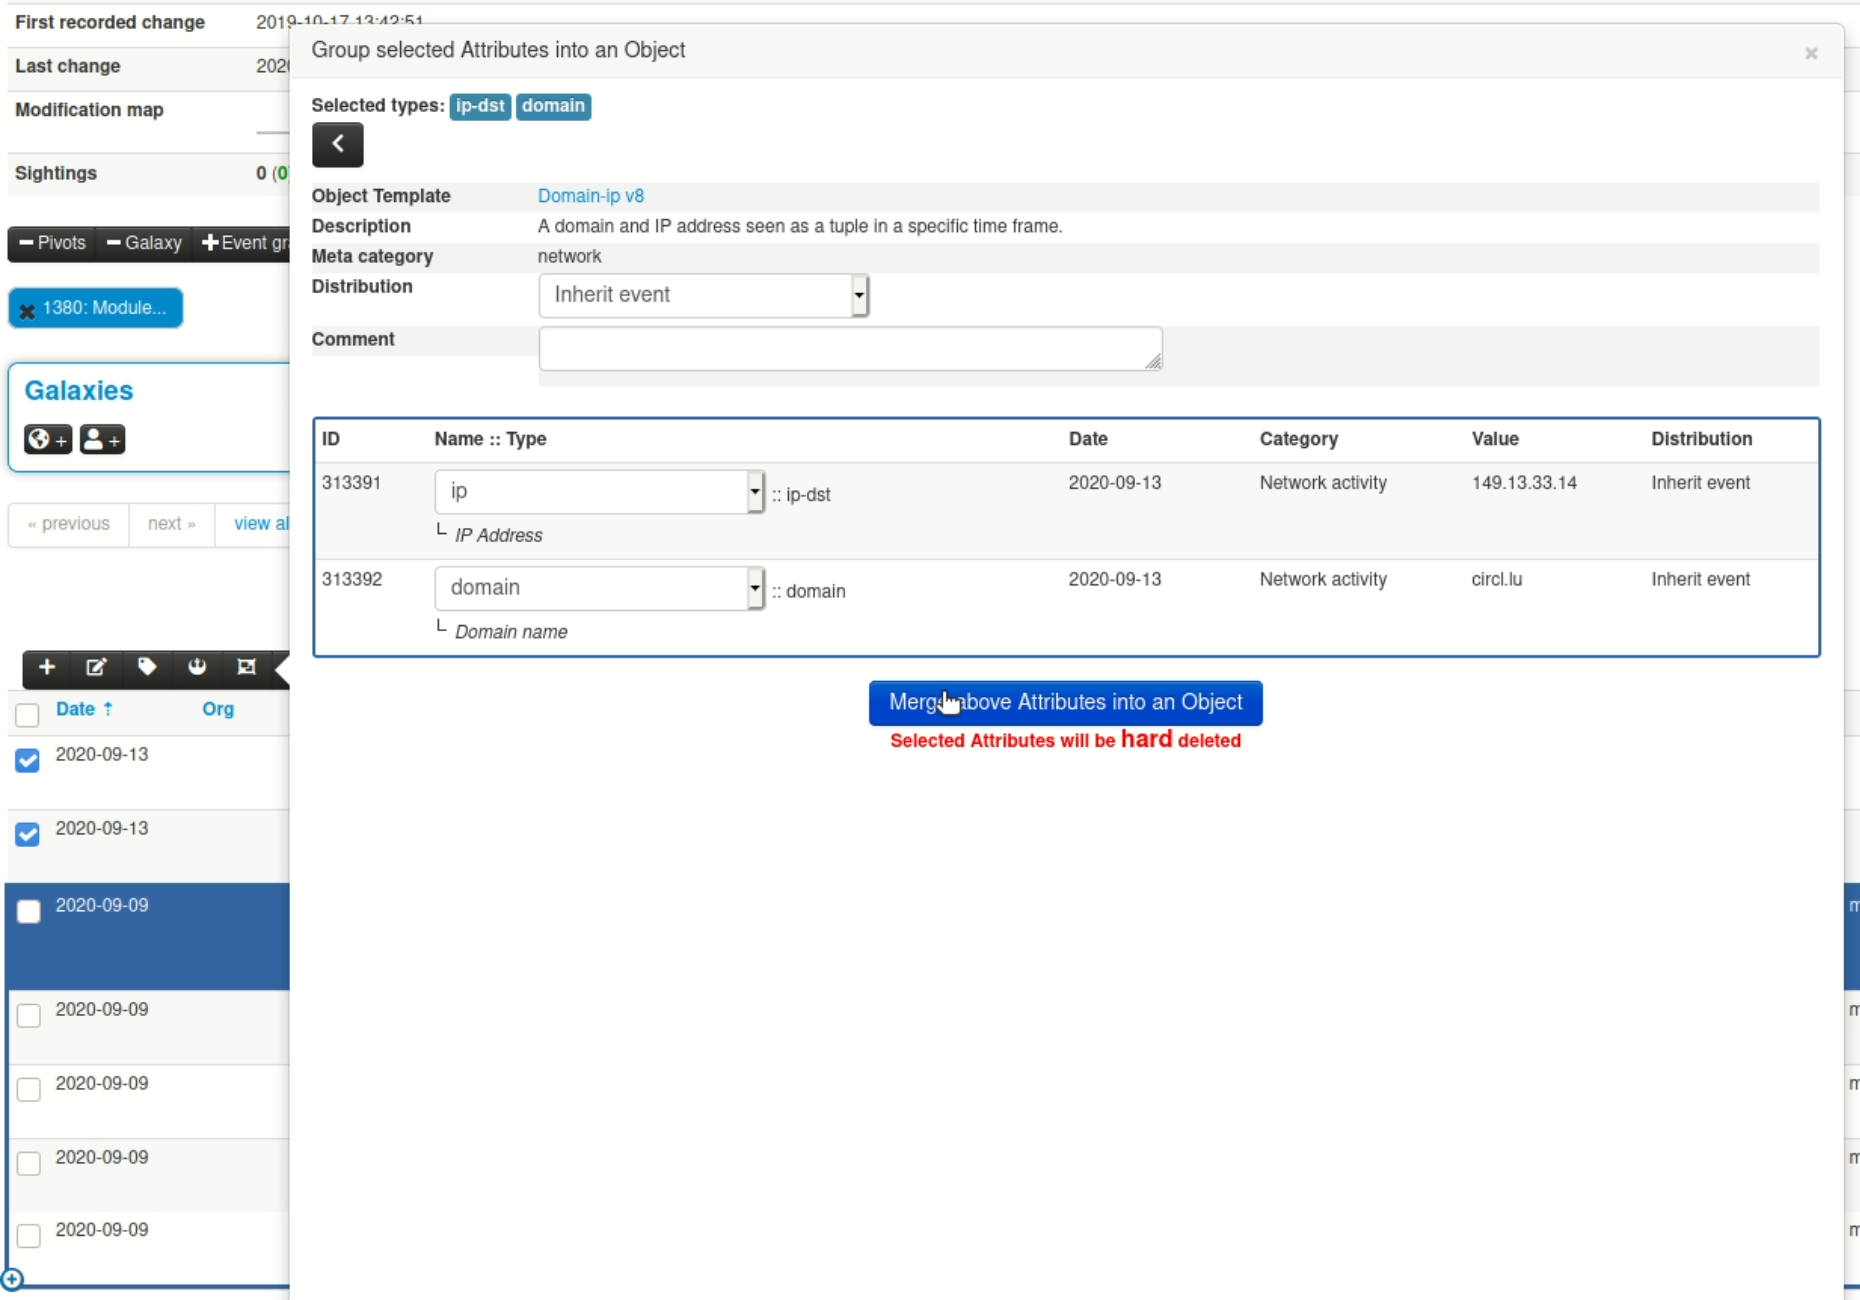 First recorded change 2019-10-17 13:42:51
Last change 2020
Modification map
Sightings 0 (0
Pivots Galaxy Event gr
1380: Module...
Galaxies
+ +
« previous next » view al
Date ↑ Org
2020-09-13
2020-09-13
2020-09-09
2020-09-09
2020-09-09
2020-09-09
2020-09-09
Group selected Attributes into an Object ×
Selected types: ip-dst domain
Object Template Domain-ip v8
Description A domain and IP address seen as a tuple in a specific time frame.
Meta category network
Distribution Inherit event
Comment
ID Name :: Type Date Category Value Distribution
313391 ip :: ip-dst 2020-09-13 Network activity 149.13.33.14 Inherit event
IP Address
313392 domain :: domain 2020-09-13 Network activity circl.lu Inherit event
Domain name
Merge above Attributes into an Object
Selected Attributes will be hard deleted